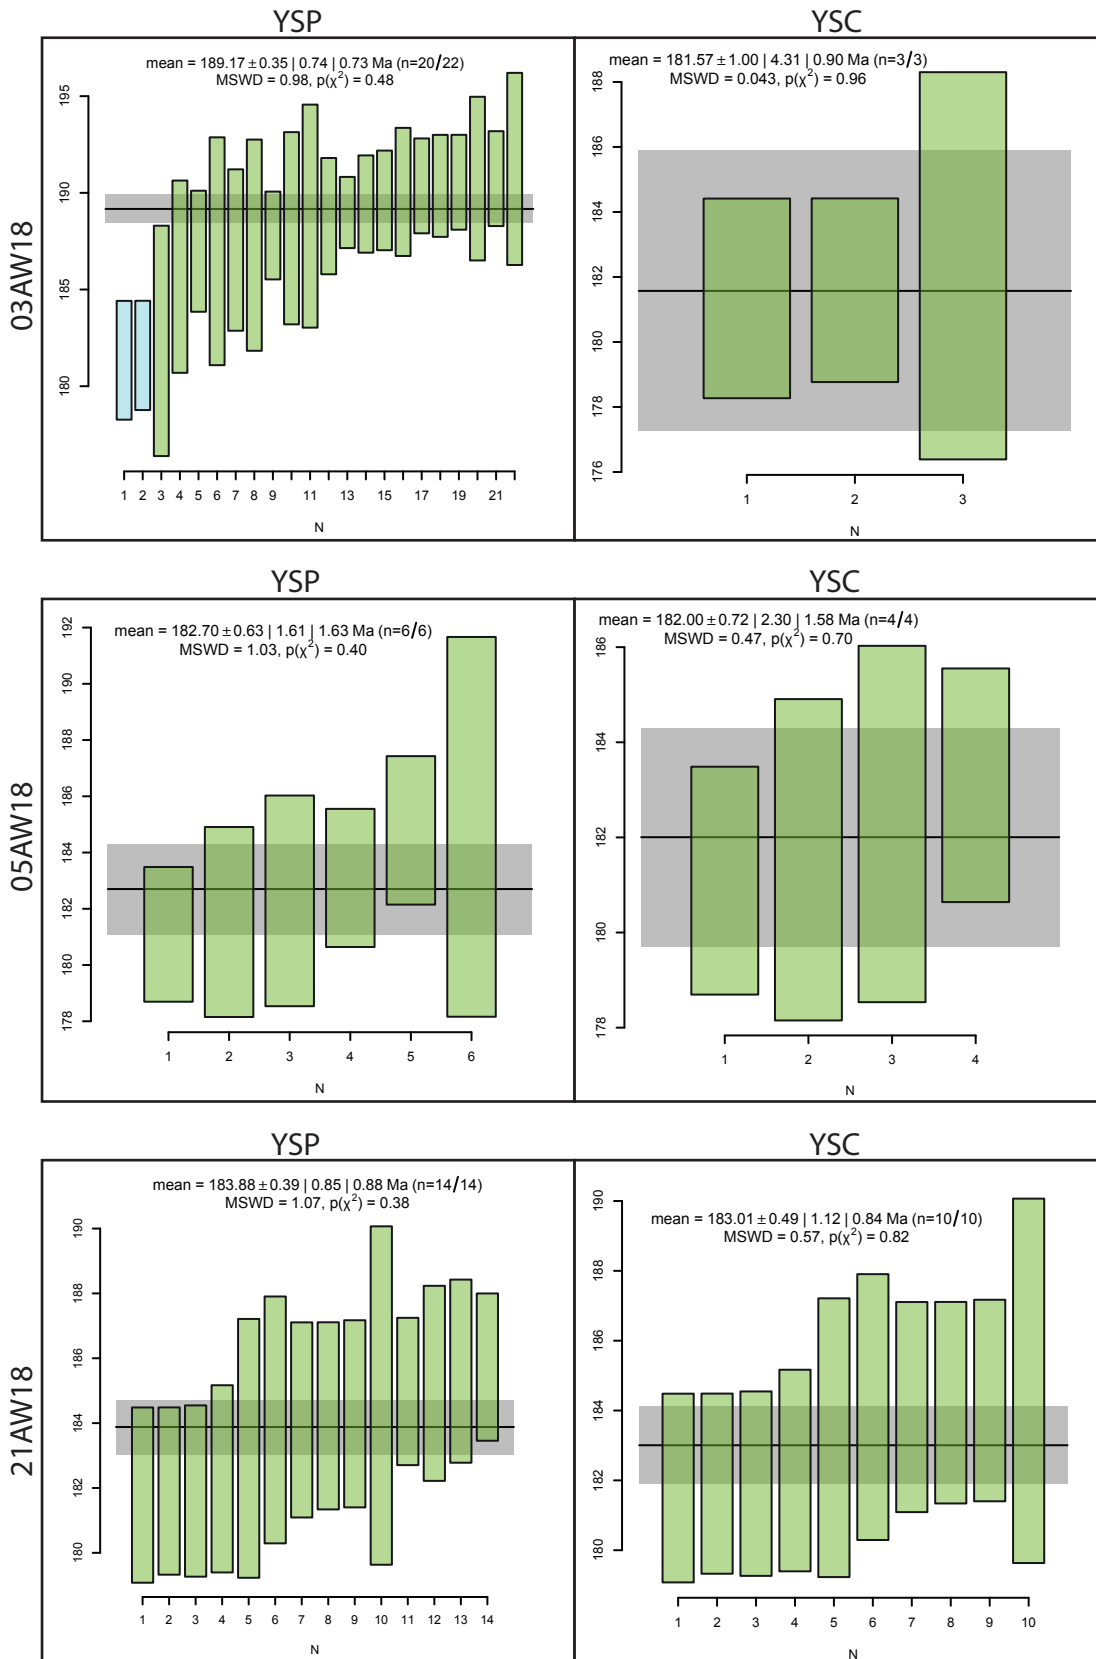 YSP
YSC
03AW18
mean = 189.17 ± 0.35 | 0.74 | 0.73 Ma (n=20/22)
MSWD = 0.98, p(χ²) = 0.48
195
190
185
180
1 2 3 4 5 6 7 8 9 11 13 15 17 19 21
N
mean = 181.57 ± 1.00 | 4.31 | 0.90 Ma (n=3/3)
MSWD = 0.043, p(χ²) = 0.96
188
186
184
182
180
178
176
1 2 3
N
YSP
YSC
05AW18
mean = 182.70 ± 0.63 | 1.61 | 1.63 Ma (n=6/6)
MSWD = 1.03, p(χ²) = 0.40
192
190
188
186
184
182
180
178
1 2 3 4 5 6
N
mean = 182.00 ± 0.72 | 2.30 | 1.58 Ma (n=4/4)
MSWD = 0.47, p(χ²) = 0.70
186
184
182
180
178
1 2 3 4
N
YSP
YSC
21AW18
mean = 183.88 ± 0.39 | 0.85 | 0.88 Ma (n=14/14)
MSWD = 1.07, p(χ²) = 0.38
190
188
186
184
182
180
1 2 3 4 5 6 7 8 9 10 11 12 13 14
N
mean = 183.01 ± 0.49 | 1.12 | 0.84 Ma (n=10/10)
MSWD = 0.57, p(χ²) = 0.82
190
188
186
184
182
180
1 2 3 4 5 6 7 8 9 10
N